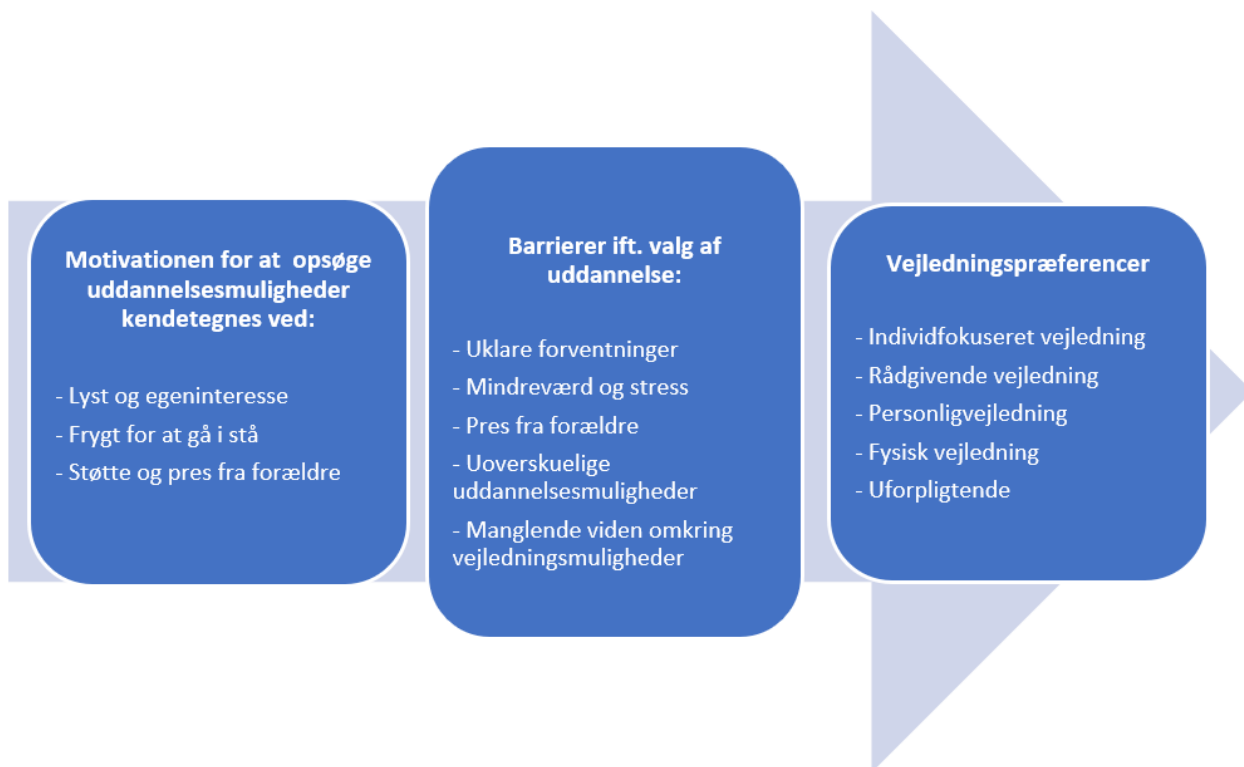 Motivationen for at opsøge
uddannelsesmuligheder
kendetegnes ved:
- Lyst og egeninteresse
- Frygt for at gå i stå
- Støtte og pres fra forældre
Barrierer ift. valg af
uddannelse:
- Uklare forventninger
- Mindreværd og stress
- Pres fra forældre
- Uoverskuelige
uddannelsesmuligheder
- Manglende viden omkring
vejledningsmuligheder
Vejledningspræferencer
- Individfokuseret vejledning
- Rådgivende vejledning
- Personligvejledning
- Fysisk vejledning
- Uforpligtende